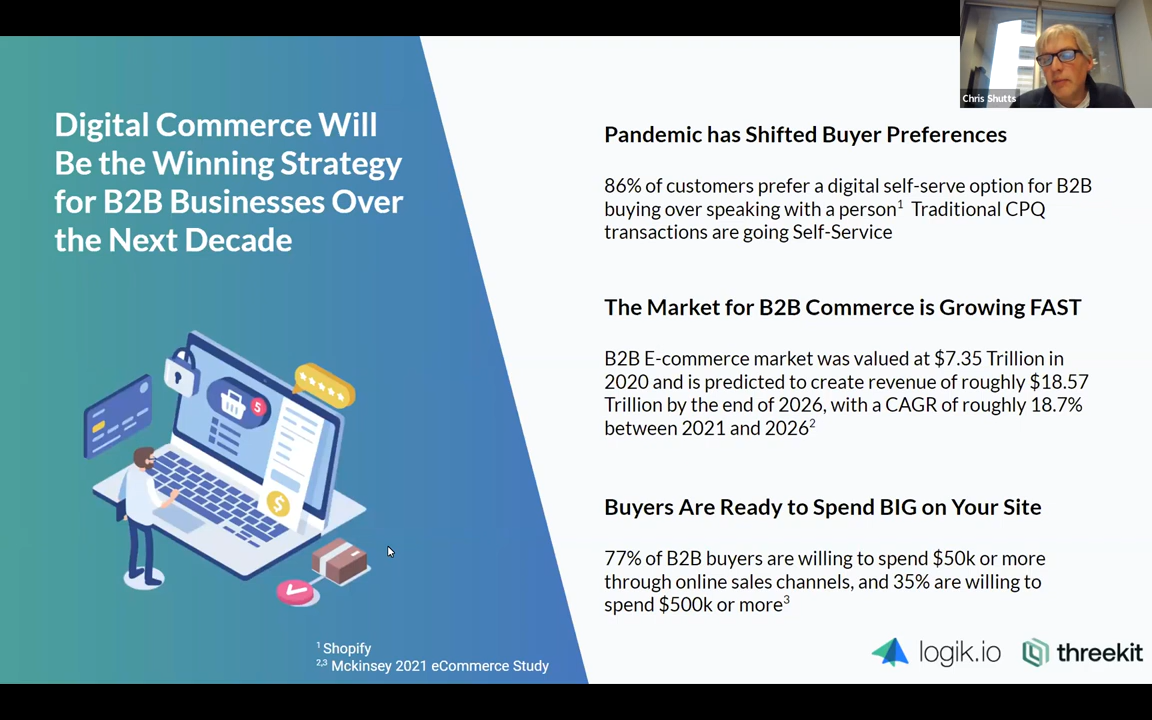 Chris Shutts
Digital Commerce Will
Be the Winning Strategy
for B2B Businesses Over
the Next Decade
5
$
1 Shopify
2,3 Mckinsey 2021 eCommerce Study
Pandemic has Shifted Buyer Preferences
86% of customers prefer a digital self-serve option for B2B
buying over speaking with a person1 Traditional CPQ
transactions are going Self-Service
The Market for B2B Commerce is Growing FAST
B2B E-commerce market was valued at $7.35 Trillion in
2020 and is predicted to create revenue of roughly $18.57
Trillion by the end of 2026, with a CAGR of roughly 18.7%
between 2021 and 20262
Buyers Are Ready to Spend BIG on Your Site
77% of B2B buyers are willing to spend $50k or more
through online sales channels, and 35% are willing to
spend $500k or more3
logik.io
threekit